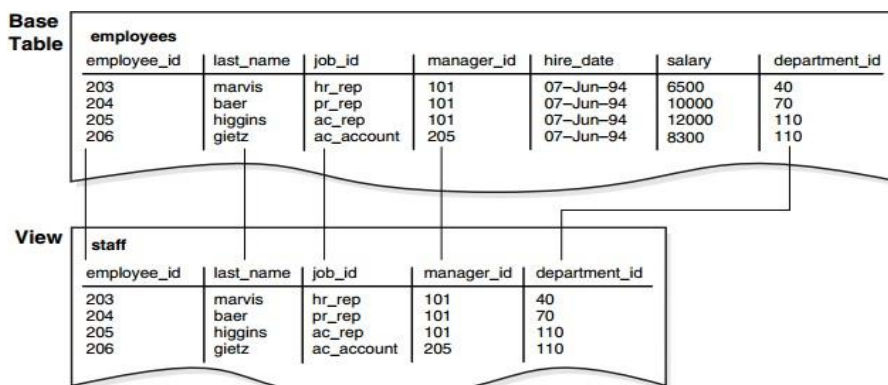 Base
Table
employees
employee_id last_name job_id manager_id hire_date salary department_id
203 marvis hr_rep 101 07–Jun–94 6500 40
204 baer pr_rep 101 07–Jun–94 10000 70
205 higgins ac_rep 101 07–Jun–94 12000 110
206 gietz ac_account 205 07–Jun–94 8300 110
View
staff
employee_id last_name job_id manager_id department_id
203 marvis hr_rep 101 40
204 baer pr_rep 101 70
205 higgins ac_rep 101 110
206 gietz ac_account 205 110